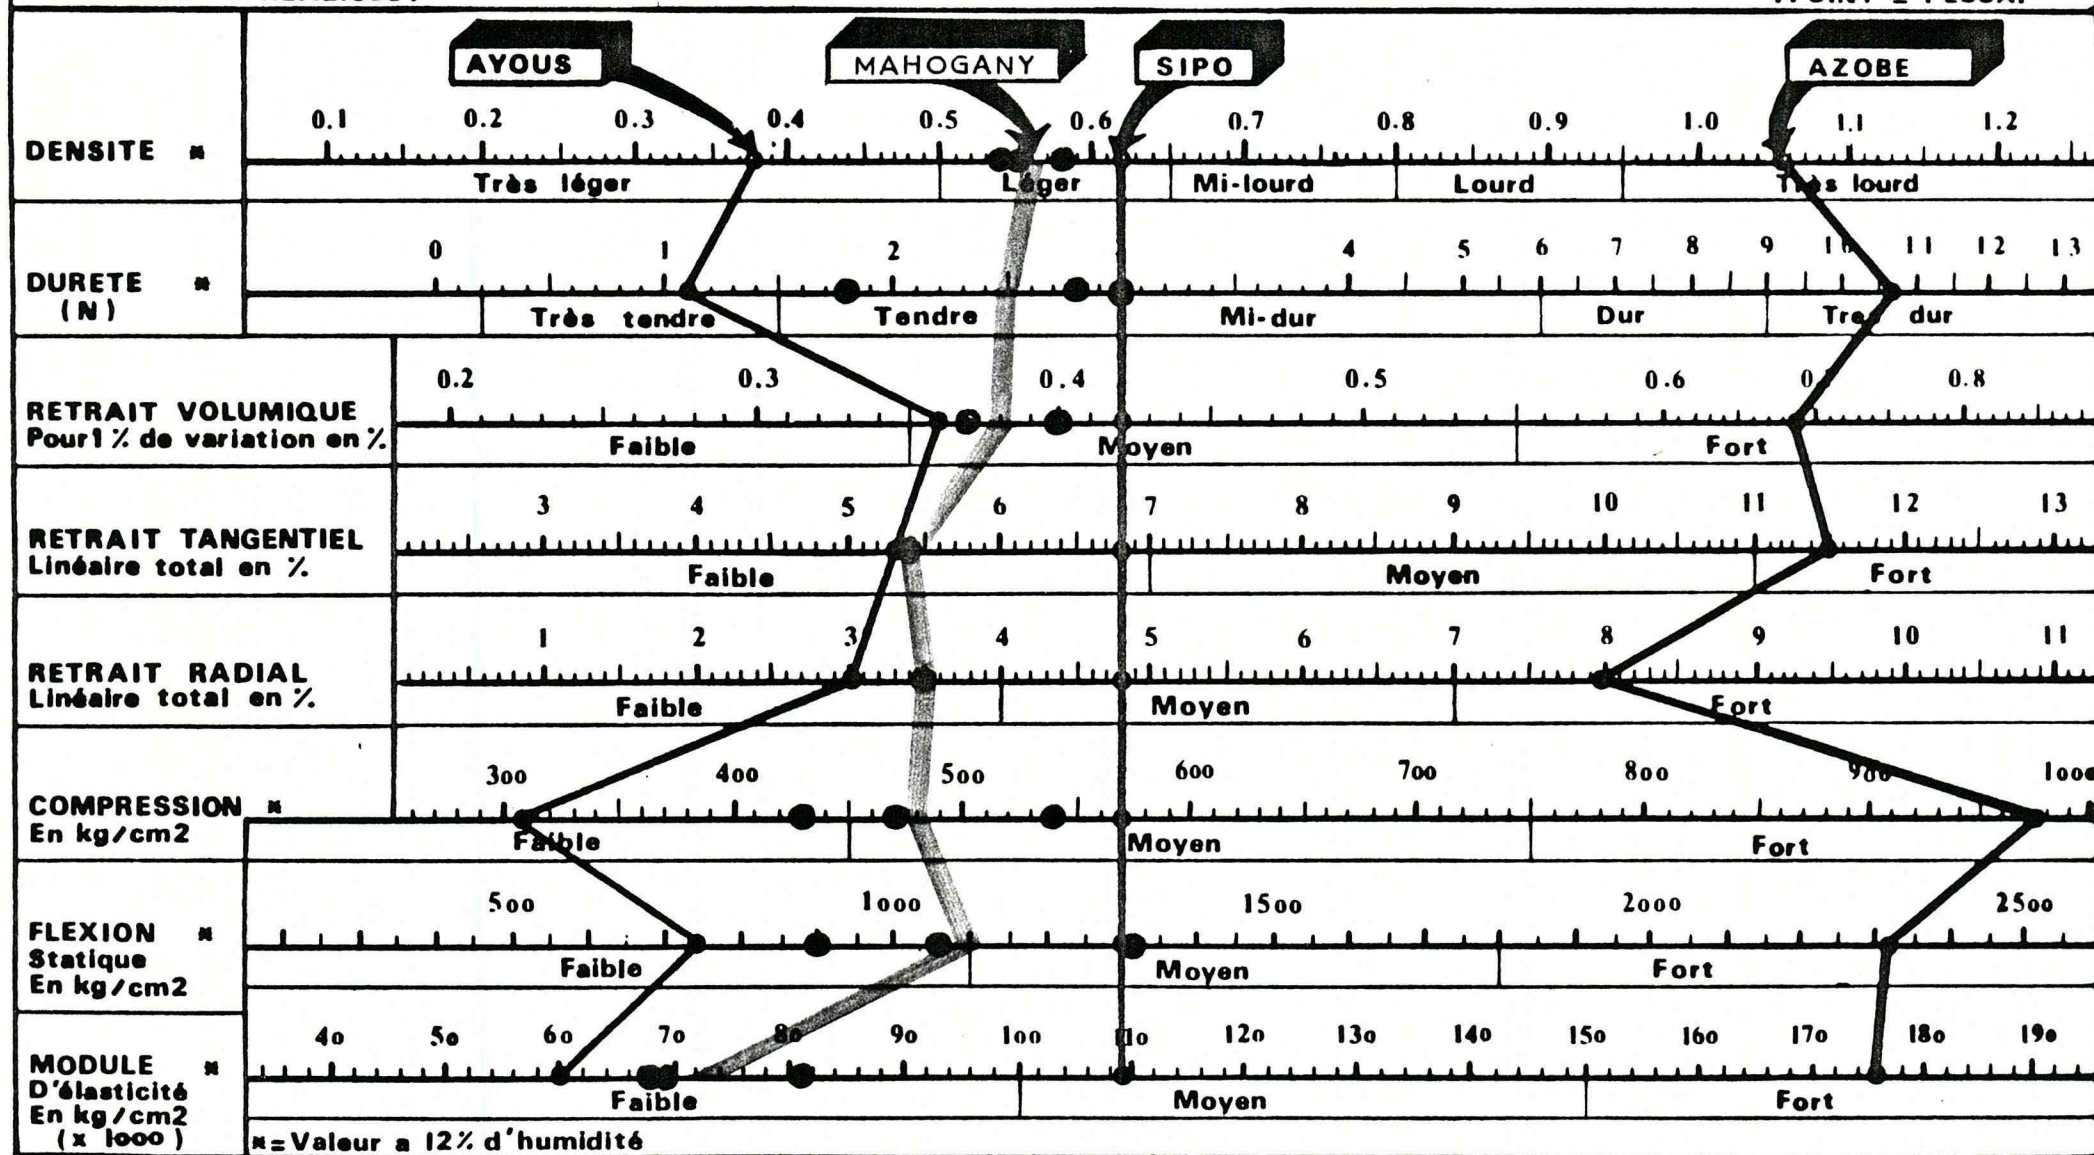 AYOUS MAHOGANY SIPO AZOBE
0.1 0.2 0.3 0.4 0.5 0.6 0.7 0.8 0.9 1.0 1.1 1.2
DENSITE *
Très léger Léger Mi-lourd Lourd Très lourd
0 1 2 4 5 6 7 8 9 10 11 12 13
DURETE *
(N)
Très tendre Tendre Mi-dur Dur Tres dur
0.2 0.3 0.4 0.5 0.6 0.8
RETRAIT VOLUMIQUE
Pour 1 % de variation en %
Faible Moyen Fort
3 4 5 6 7 8 9 10 11 12 13
RETRAIT TANGENTIEL
Linéaire total en %
Faible Moyen Fort
1 2 3 4 5 6 7 8 9 10 11
RETRAIT RADIAL
Linéaire total en %
Faible Moyen Fort
300 400 500 600 700 800 900 1000
COMPRESSION *
En kg/cm2
Faible Moyen Fort
500 1000 1500 2000 2500
FLEXION *
Statique
En kg/cm2
Faible Moyen Fort
40 50 60 70 80 90 100 110 120 130 140 150 160 170 180 190
MODULE *
D'élasticité
En kg/cm2
(x 1000)
Faible Moyen Fort
*=Valeur a 12% d'humidité